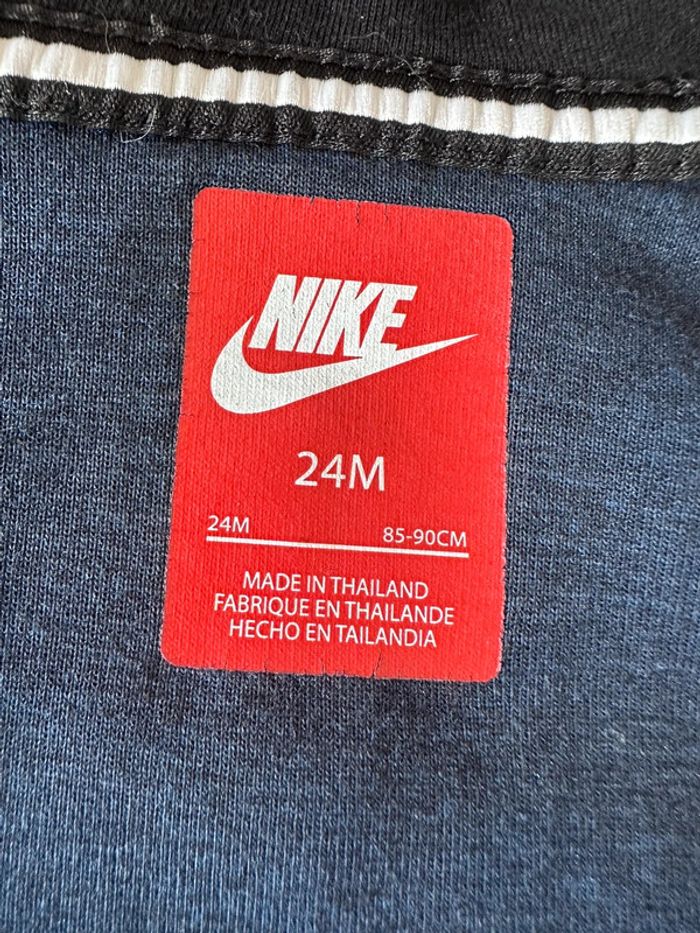 NIKE
24M
24M 85-90CM
MADE IN THAILAND
FABRIQUE EN THAILANDE
HECHO EN TAILANDIA